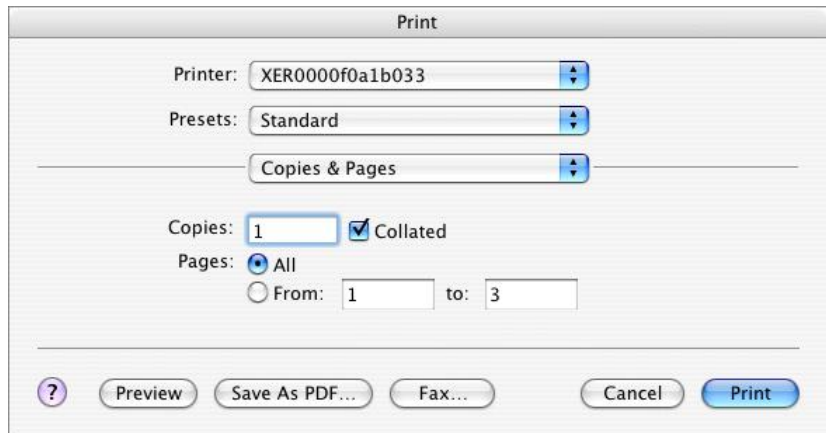 Print
Printer: XER0000f0a1b033
Presets: Standard
Copies & Pages
Copies: 1 Collated
Pages: All
From: 1 to: 3
? Preview Save As PDF... Fax... Cancel Print